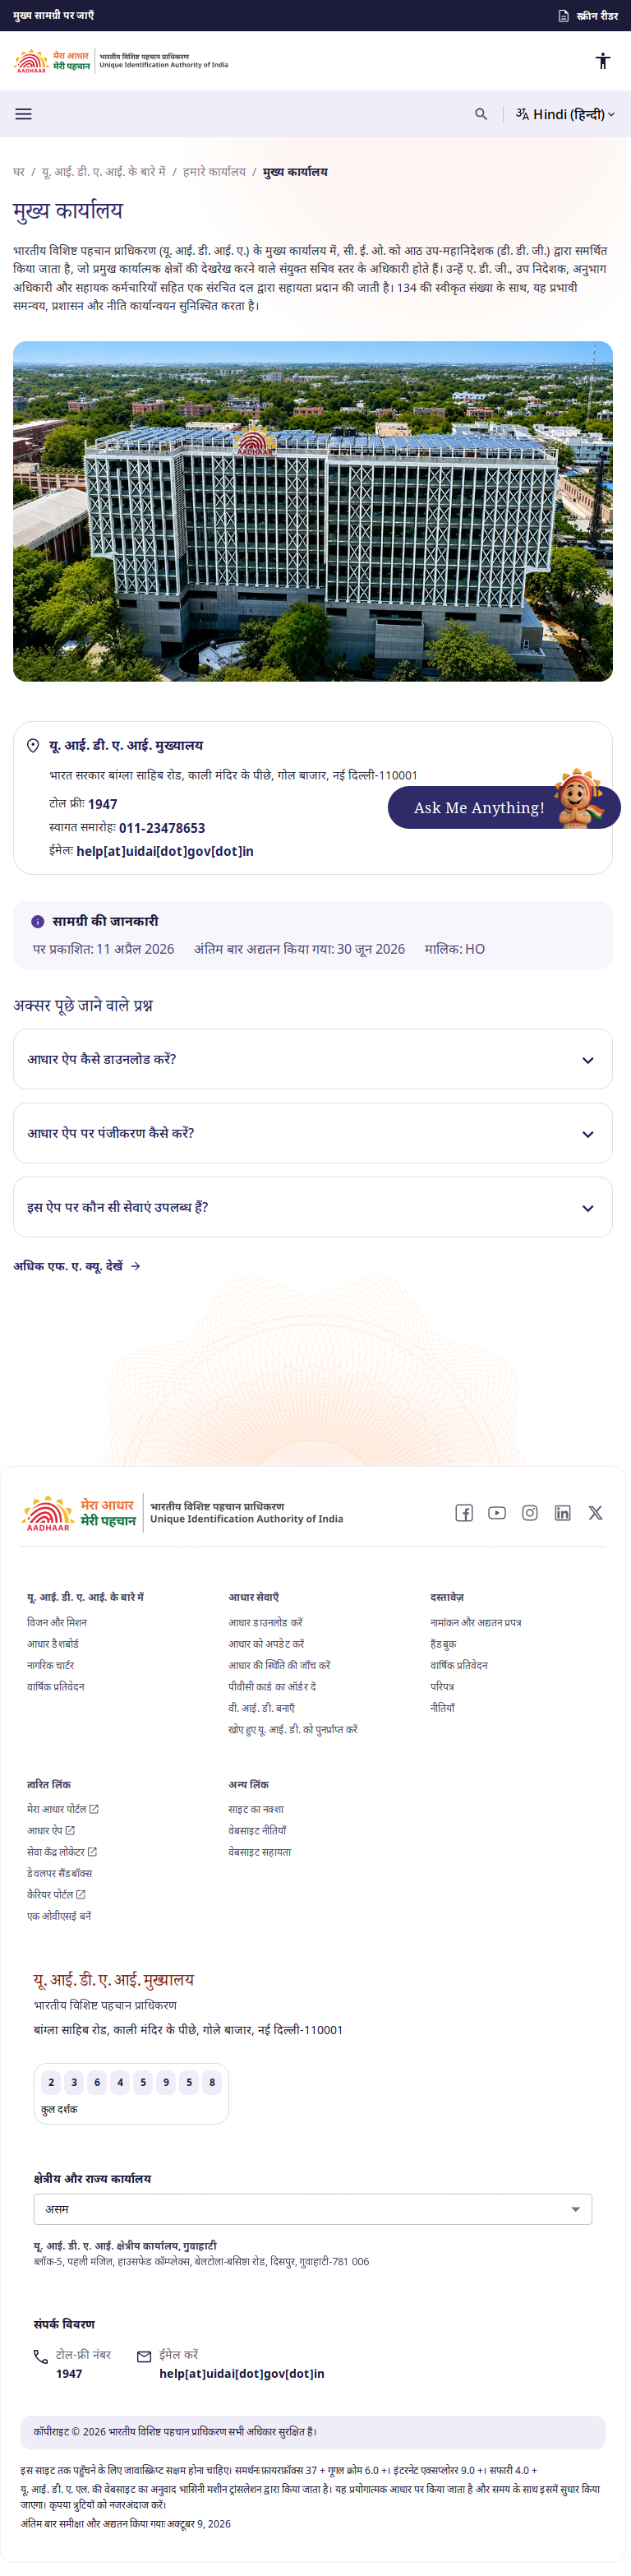 मुख्य सामग्री पर जाएँ
स्क्रीन रीडर
AADHAAR
मेरा आधार
मेरी पहचान
भारतीय विशिष्ट पहचान प्राधिकरण
Unique Identification Authority of India
Hindi (हिन्दी)
घर / यू. आई. डी. ए. आई. के बारे में / हमारे कार्यालय / मुख्य कार्यालय
मुख्य कार्यालय
भारतीय विशिष्ट पहचान प्राधिकरण (यू. आई. डी. आई. ए.) के मुख्य कार्यालय में, सी. ई. ओ. को आठ उप-महानिदेशक (डी. डी. जी.) द्वारा समर्थित
किया जाता है, जो प्रमुख कार्यात्मक क्षेत्रों की देखरेख करने वाले संयुक्त सचिव स्तर के अधिकारी होते हैं। उन्हें ए. डी. जी., उप निदेशक, अनुभाग
अधिकारी और सहायक कर्मचारियों सहित एक संरचित दल द्वारा सहायता प्रदान की जाती है। 134 की स्वीकृत संख्या के साथ, यह प्रभावी
समन्वय, प्रशासन और नीति कार्यान्वयन सुनिश्चित करता है।
AADHAAR
यू. आई. डी. ए. आई. मुख्यालय
भारत सरकार बांग्ला साहिब रोड, काली मंदिर के पीछे, गोल बाजार, नई दिल्ली-110001
टोल फ्रीः 1947
स्वागत समारोहः 011-23478653
ईमेलः help[at]uidai[dot]gov[dot]in
Ask Me Anything!
सामग्री की जानकारी
पर प्रकाशित: 11 अप्रैल 2026 अंतिम बार अद्यतन किया गया: 30 जून 2026 मालिक: HO
अक्सर पूछे जाने वाले प्रश्न
आधार ऐप कैसे डाउनलोड करें?
आधार ऐप पर पंजीकरण कैसे करें?
इस ऐप पर कौन सी सेवाएं उपलब्ध हैं?
अधिक एफ. ए. क्यू. देखें
AADHAAR
मेरा आधार
मेरी पहचान
भारतीय विशिष्ट पहचान प्राधिकरण
Unique Identification Authority of India
यू. आई. डी. ए. आई. के बारे में
विजन और मिशन
आधार डैशबोर्ड
नागरिक चार्टर
वार्षिक प्रतिवेदन
आधार सेवाएँ
आधार डाउनलोड करें
आधार को अपडेट करें
आधार की स्थिति की जाँच करें
पीवीसी कार्ड का ऑर्डर दें
वी. आई. डी. बनाएँ
खोए हुए यू. आई. डी. को पुनर्प्राप्त करें
दस्तावेज़
नामांकन और अद्यतन प्रपत्र
हैंडबुक
वार्षिक प्रतिवेदन
परिपत्र
नीतियाँ
त्वरित लिंक
मेरा आधार पोर्टल
आधार ऐप
सेवा केंद्र लोकेटर
डेवलपर सैंडबॉक्स
कैरियर पोर्टल
एक ओवीएसई बनें
अन्य लिंक
साइट का नक्शा
वेबसाइट नीतियाँ
वेबसाइट सहायता
यू. आई. डी. ए. आई. मुख्यालय
भारतीय विशिष्ट पहचान प्राधिकरण
बांग्ला साहिब रोड, काली मंदिर के पीछे, गोले बाजार, नई दिल्ली-110001
2 3 6 4 5 9 5 8
कुल दर्शक
क्षेत्रीय और राज्य कार्यालय
असम
यू. आई. डी. ए. आई. क्षेत्रीय कार्यालय, गुवाहाटी
ब्लॉक-5, पहली मंजिल, हाउसफेड कॉम्प्लेक्स, बेलटोला-बसिष्ठा रोड, दिसपुर, गुवाहाटी-781 006
संपर्क विवरण
टोल-फ्री नंबर
1947
ईमेल करें
help[at]uidai[dot]gov[dot]in
कॉपीराइट © 2026 भारतीय विशिष्ट पहचान प्राधिकरण सभी अधिकार सुरक्षित हैं।
इस साइट तक पहुँचने के लिए जावास्क्रिप्ट सक्षम होना चाहिए। समर्थनःफ़ायरफ़ॉक्स 37 + गूगल क्रोम 6.0 +। इंटरनेट एक्सप्लोरर 9.0 +। सफारी 4.0 +
यू. आई. डी. ए. एल. की वेबसाइट का अनुवाद भासिनी मशीन ट्रांसलेशन द्वारा किया जाता है। यह प्रयोगात्मक आधार पर किया जाता है और समय के साथ इसमें सुधार किया
जाएगा। कृपया त्रुटियों को नजरअंदाज करें।
अंतिम बार समीक्षा और अद्यतन किया गयाःअक्टूबर 9, 2026